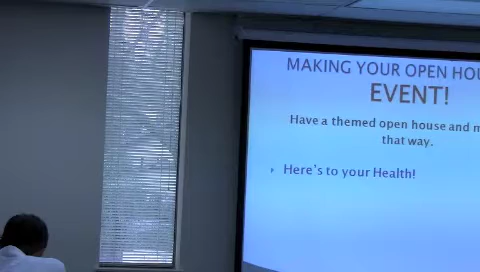 MAKING YOUR OPEN HOU
EVENT!
Have a themed open house and m
that way.
Here's to your Health!